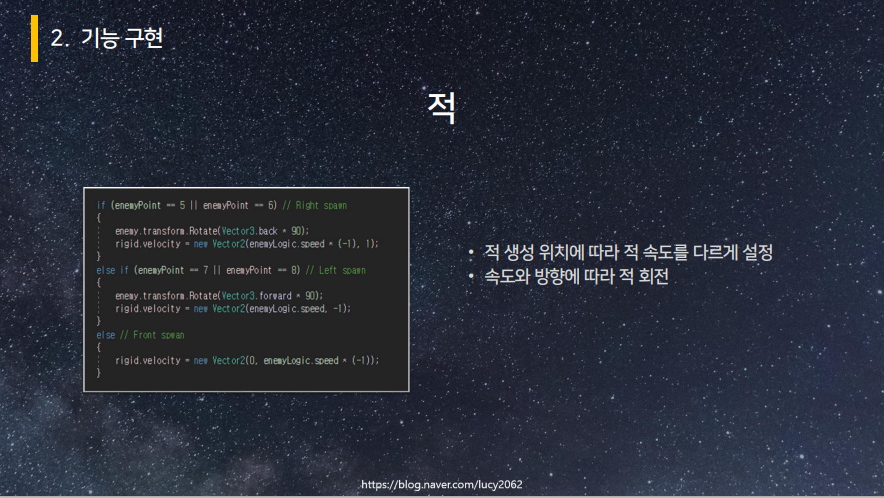 2. 기능 구현
적
if (enemyPoint == 5 || enemyPoint == 6) // Right spawn
{
enemy.transform.Rotate(Vector3.back * 90);
rigid.velocity = new Vector2(enemyLogic.speed * (-1), 1);
}
else if (enemyPoint == 7 || enemyPoint == 8) // Left spawn
{
enemy.transform.Rotate(Vector3.forward * 90);
rigid.velocity = new Vector2(enemyLogic.speed, -1);
}
else // Front spwan
{
rigid.velocity = new Vector2(0, enemyLogic.speed * (-1));
}
• 적 생성 위치에 따라 적 속도를 다르게 설정
• 속도와 방향에 따라 적 회전
https://blog.naver.com/lucy2062